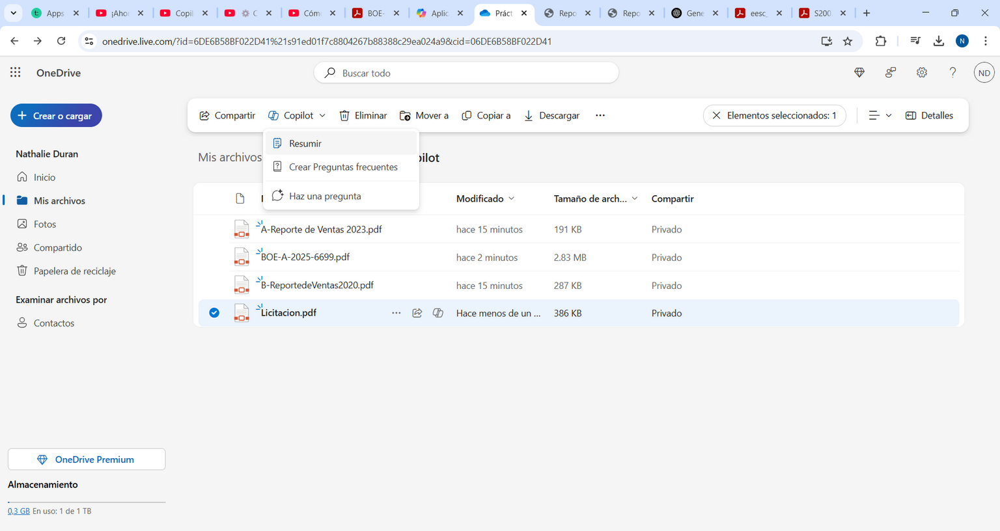 Apps
¡Ahor
Copil
C
Cóm
BOE-
Aplic
Práct
Repo
Repo
Gene
eesc_
S200
onedrive.live.com/?id=6DE6B58BF022D41%21s91ed01f7c8804267b88388c29ea024a9&cid=06DE6B58BF022D41
N
OneDrive
Buscar todo
ND
Crear o cargar
Compartir
Copilot
Eliminar
Mover a
Copiar a
Descargar
Elementos seleccionados: 1
Detalles
Resumir
Crear Preguntas frecuentes
Haz una pregunta
Nathalie Duran
Inicio
Mis archivos
Fotos
Compartido
Papelera de reciclaje
Examinar archivos por
Contactos
Mis archivos
pilot
Modificado
Tamaño de arch...
Compartir
A-Reporte de Ventas 2023.pdf hace 15 minutos 191 KB Privado
BOE-A-2025-6699.pdf hace 2 minutos 2.83 MB Privado
B-ReportedeVentas2020.pdf hace 15 minutos 287 KB Privado
Licitacion.pdf Hace menos de un ... 386 KB Privado
OneDrive Premium
Almacenamiento
0,3 GB En uso: 1 de 1 TB